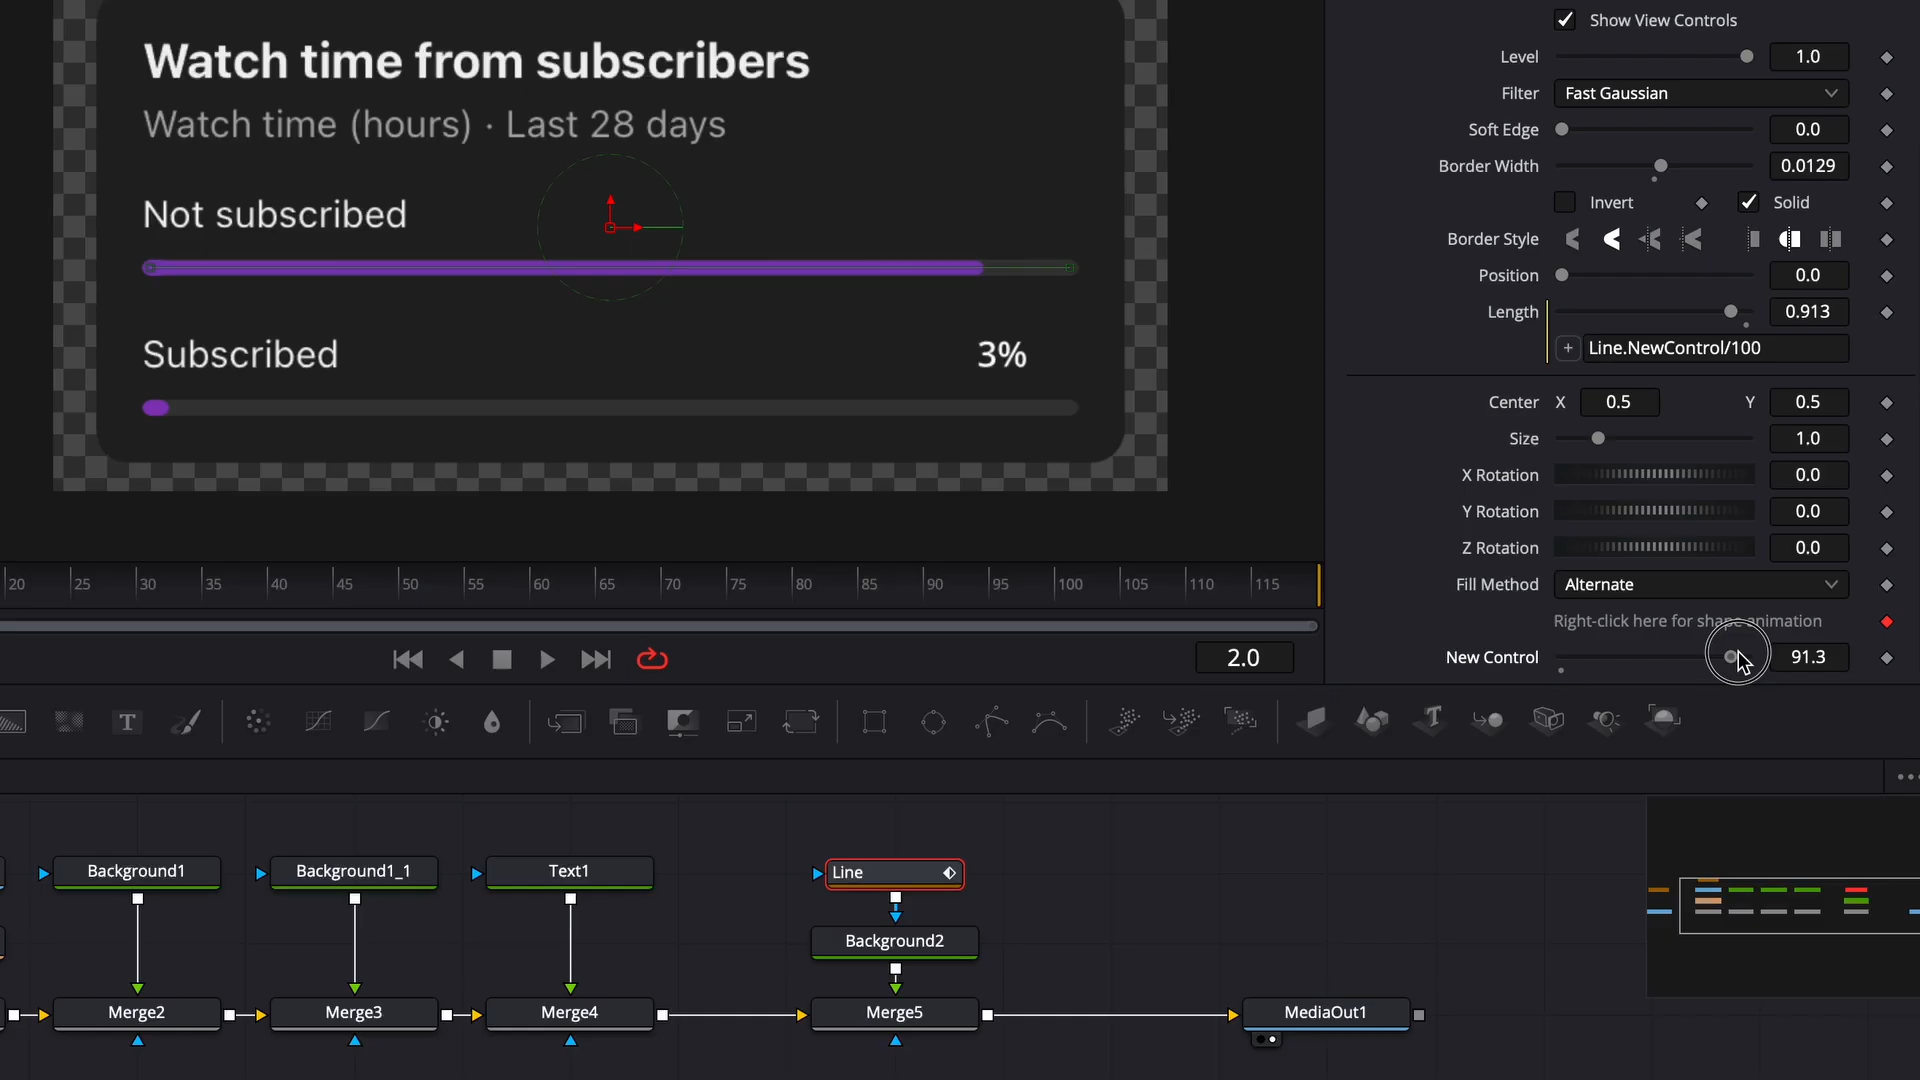 Watch time from subscribers
Watch time (hours) · Last 28 days
Not subscribed
Subscribed 3%
Show View Controls
Level 1.0
Filter Fast Gaussian
Soft Edge 0.0
Border Width 0.0129
Invert Solid
Border Style
Position 0.0
Length 0.913
+ Line.NewControl/100
Center X 0.5 Y 0.5
Size 1.0
X Rotation 0.0
Y Rotation 0.0
Z Rotation 0.0
Fill Method Alternate
Right-click here for shape animation
New Control 91.3
20 25 30 35 40 45 50 55 60 65 70 75 80 85 90 95 100 105 110 115
2.0
T T
Background1 Background1_1 Text1 Line
Background2
Merge2 Merge3 Merge4 Merge5 MediaOut1